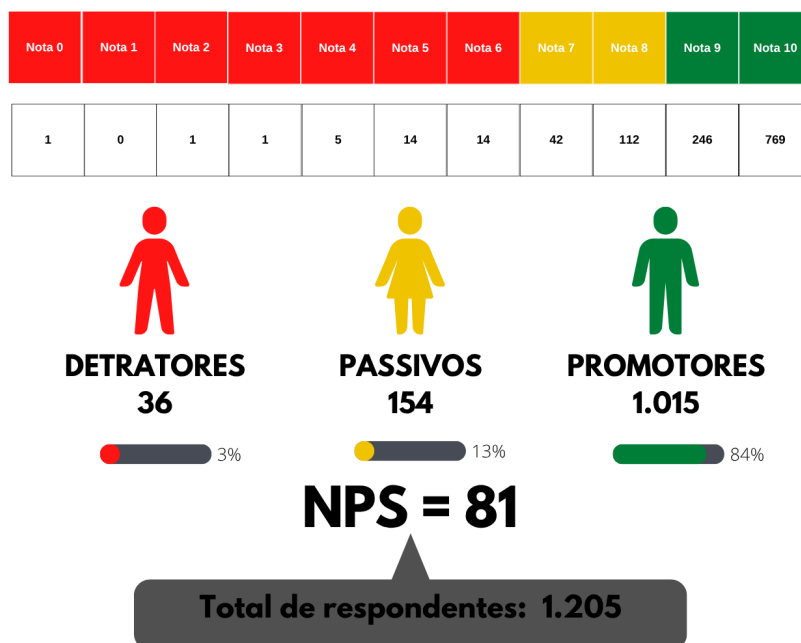 Nota 0 Nota 1 Nota 2 Nota 3 Nota 4 Nota 5 Nota 6 Nota 7 Nota 8 Nota 9 Nota 10
1 0 1 1 5 14 14 42 112 246 769
DETRATORES PASSIVOS PROMOTORES
36 154 1.015
3% 13% 84%
NPS = 81
Total de respondentes: 1.205